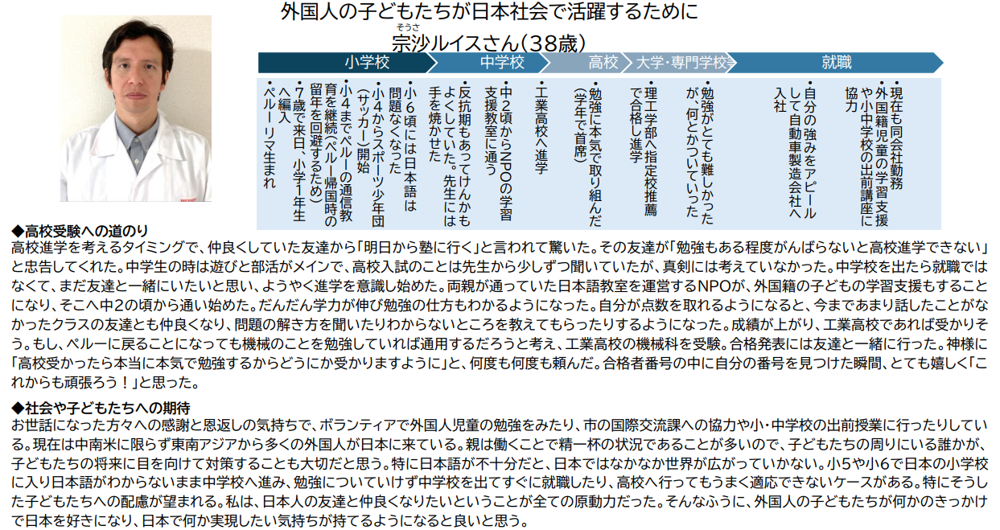 外国人の子どもたちが日本社会で活躍するために
そうさ
宗沙ルイスさん(38歳)
小学校
中学校
高校
大学・専門学校等
就職
・ペルーリマ生まれ
・7歳で来日、小学1年生
へ編入
・小4までペルーの通信教
育を継続(ペルー帰国時の
留年を回避するため)
・小4からスポーツ少年団
(サッカー)開始
・小6頃には日本語は
問題なくなった
・反抗期もあってけんかも
よくしていた。先生には
手を焼かせた
・中2頃からNPOの学習
支援教室に通う
・工業高校へ進学
・勉強に本気で取り組んだ
(学年で首席)
・理工学部へ指定校推薦
で合格し進学
・勉強がとても難しかった
が、何とかついていった
・自分の強みをアピール
して自動車製造会社へ
入社
・現在も同会社勤務
・外国籍児童の学習支援
や小中学校の出前講座に
協力
◆高校受験への道のり
高校進学を考えるタイミングで、仲良くしていた友達から「明日から塾に行く」と言われて驚いた。その友達が「勉強もある程度がんばらないと高校進学できない」
と忠告してくれた。中学生の時は遊びと部活がメインで、高校入試のことは先生から少しずつ聞いていたが、真剣には考えていなかった。中学校を出たら就職では
なくて、まだ友達と一緒にいたいと思い、ようやく進学を意識し始めた。両親が通っていた日本語教室を運営するNPOが、外国籍の子どもの学習支援もすること
になり、そこへ中2の頃から通い始めた。だんだん学力が伸び勉強の仕方もわかるようになった。自分が点数を取れるようになると、今まであまり話したことがな
かったクラスの友達とも仲良くなり、問題の解き方を聞いたりわからないところを教えてもらったりするようになった。成績が上がり、工業高校であれば受かりそ
う。もし、ペルーに戻ることになっても機械のことを勉強していれば通用するだろうと考え、工業高校の機械科を受験。合格発表には友達と一緒に行った。神様に
「高校受かったら本当に本気で勉強するからどうにか受かりますように」と、何度も何度も頼んだ。合格者番号の中に自分の番号を見つけた瞬間、とても嬉しく「こ
れからも頑張ろう！」と思った。
◆社会や子どもたちへの期待
お世話になった方々への感謝と恩返しの気持ちで、ボランティアで外国人児童の勉強をみたり、市の国際交流課への協力や小・中学校の出前授業に行ったりしてい
る。現在は中南米に限らず東南アジアから多くの外国人が日本に来ている。親は働くことで精一杯の状況であることが多いので、子どもたちの周りにいる誰かが、
子どもたちの将来に目を向けて対策することも大切だと思う。特に日本語が不十分だと、日本ではなかなか世界が広がっていかない。小5や小6で日本の小学校
に入り日本語がわからないまま中学校へ進み、勉強についていけず中学校を出てすぐに就職したり、高校へ行ってもうまく適応できないケースがある。特にそうし
た子どもたちへの配慮が望まれる。私は、日本人の友達と仲良くなりたいということが全ての原動力だった。そんなふうに、外国人の子どもたちが何かのきっかけ
で日本を好きになり、日本で何か実現したい気持ちが持てるようになると良いと思う。